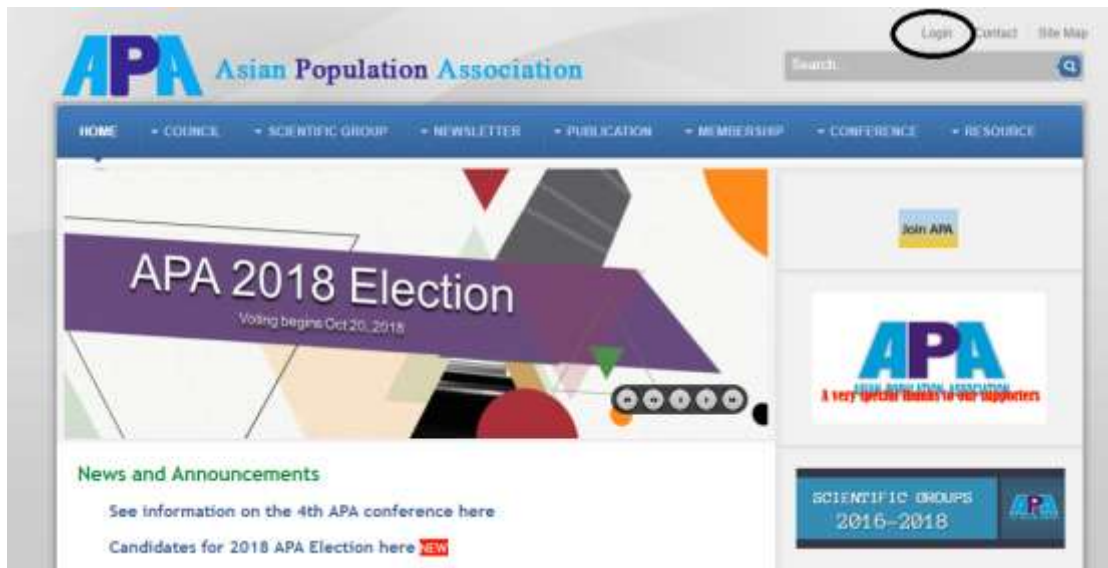 Login Contact Site Map
APA Asian Population Association
Search...
HOME COUNCIL SCIENTIFIC GROUP NEWSLETTER PUBLICATION MEMBERSHIP CONFERENCE RESOURCE
APA 2018 Election
Voting begins Oct 20, 2018
Join APA
APA
ASIAN POPULATION ASSOCIATION
A very special thanks to our supporters
News and Announcements
See information on the 4th APA conference here
Candidates for 2018 APA Election here NEW
SCIENTIFIC GROUPS
2016-2018
APA